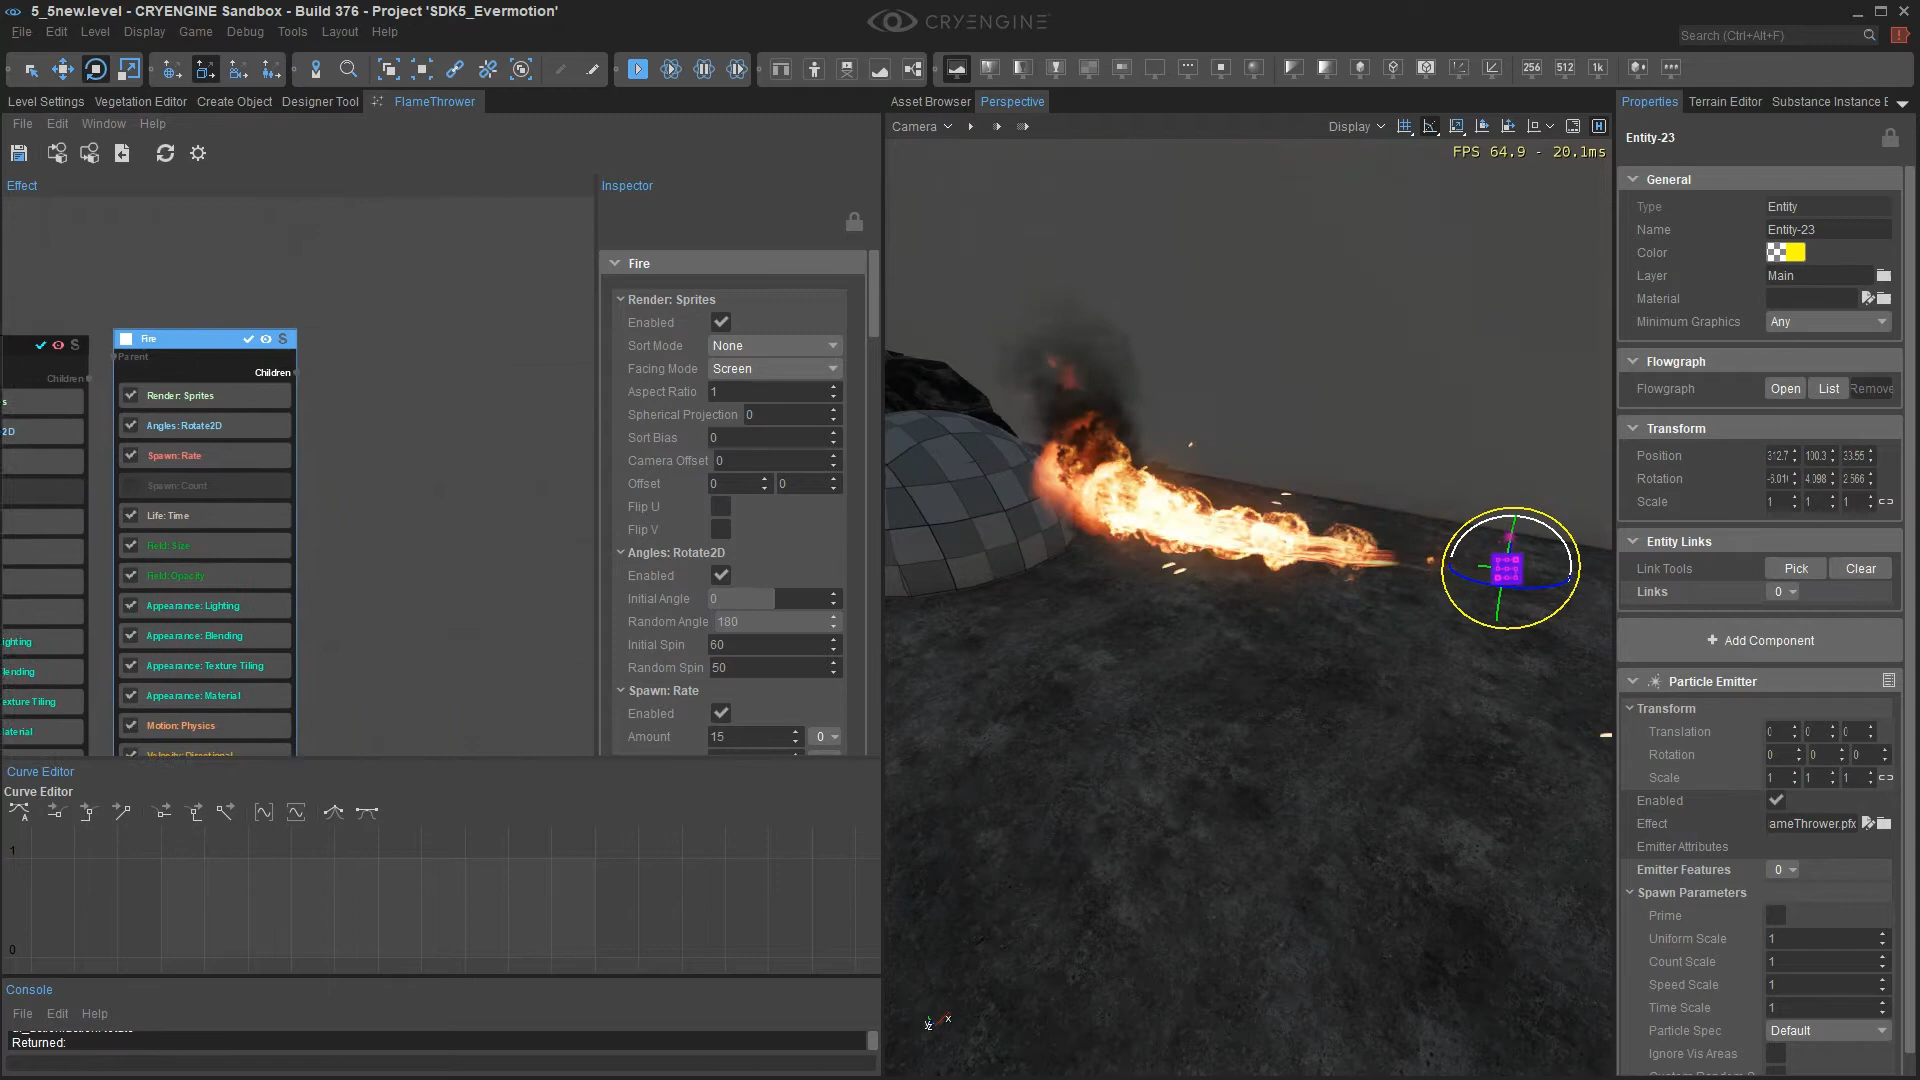 5_5new.level - CRYENGINE Sandbox - Build 376 - Project 'SDK5_Evermotion'
CRYENGINE
File Edit Level Display Game Debug Tools Layout Help
Search (Ctrl+Alt+F)
256 512 1k
Level Settings Vegetation Editor Create Object Designer Tool FlameThrower
Asset Browser Perspective
Properties Terrain Editor Substance Instance E
File Edit Window Help
Camera
Display
FPS 64.9 - 20.1ms
Effect
Inspector
Fire
S
Parent
Children
Render: Sprites
Angles: Rotate2D
Spawn: Rate
Spawn: Count
Life: Time
Field: Size
Field: Opacity
Appearance: Lighting
Appearance: Blending
Appearance: Texture Tiling
Appearance: Material
Motion: Physics
Velocity: Directional
S
Children
s
2D
ighting
lending
exture Tiling
aterial
Fire
Render: Sprites
Enabled
Sort Mode None
Facing Mode Screen
Aspect Ratio 1
Spherical Projection 0
Sort Bias 0
Camera Offset 0
Offset 0 0
Flip U
Flip V
Angles: Rotate2D
Enabled
Initial Angle 0
Random Angle 180
Initial Spin 60
Random Spin 50
Spawn: Rate
Enabled
Amount 15 0
Curve Editor
Curve Editor
A
1
0
Console
File Edit Help
Returned:
x
y
z
Entity-23
General
Type Entity
Name Entity-23
Color
Layer Main
Material
Minimum Graphics Any
Flowgraph
Flowgraph Open List Remove
Transform
Position 312.7 100.3 33.55
Rotation -6.01 4.098 2.566
Scale 1 1 1
Entity Links
Link Tools Pick Clear
Links 0
Add Component
Particle Emitter
Transform
Translation 0 0 0
Rotation 0 0 0
Scale 1 1 1
Enabled
Effect ameThrower.pfx
Emitter Attributes
Emitter Features 0
Spawn Parameters
Prime
Uniform Scale 1
Count Scale 1
Speed Scale 1
Time Scale 1
Particle Spec Default
Ignore Vis Areas